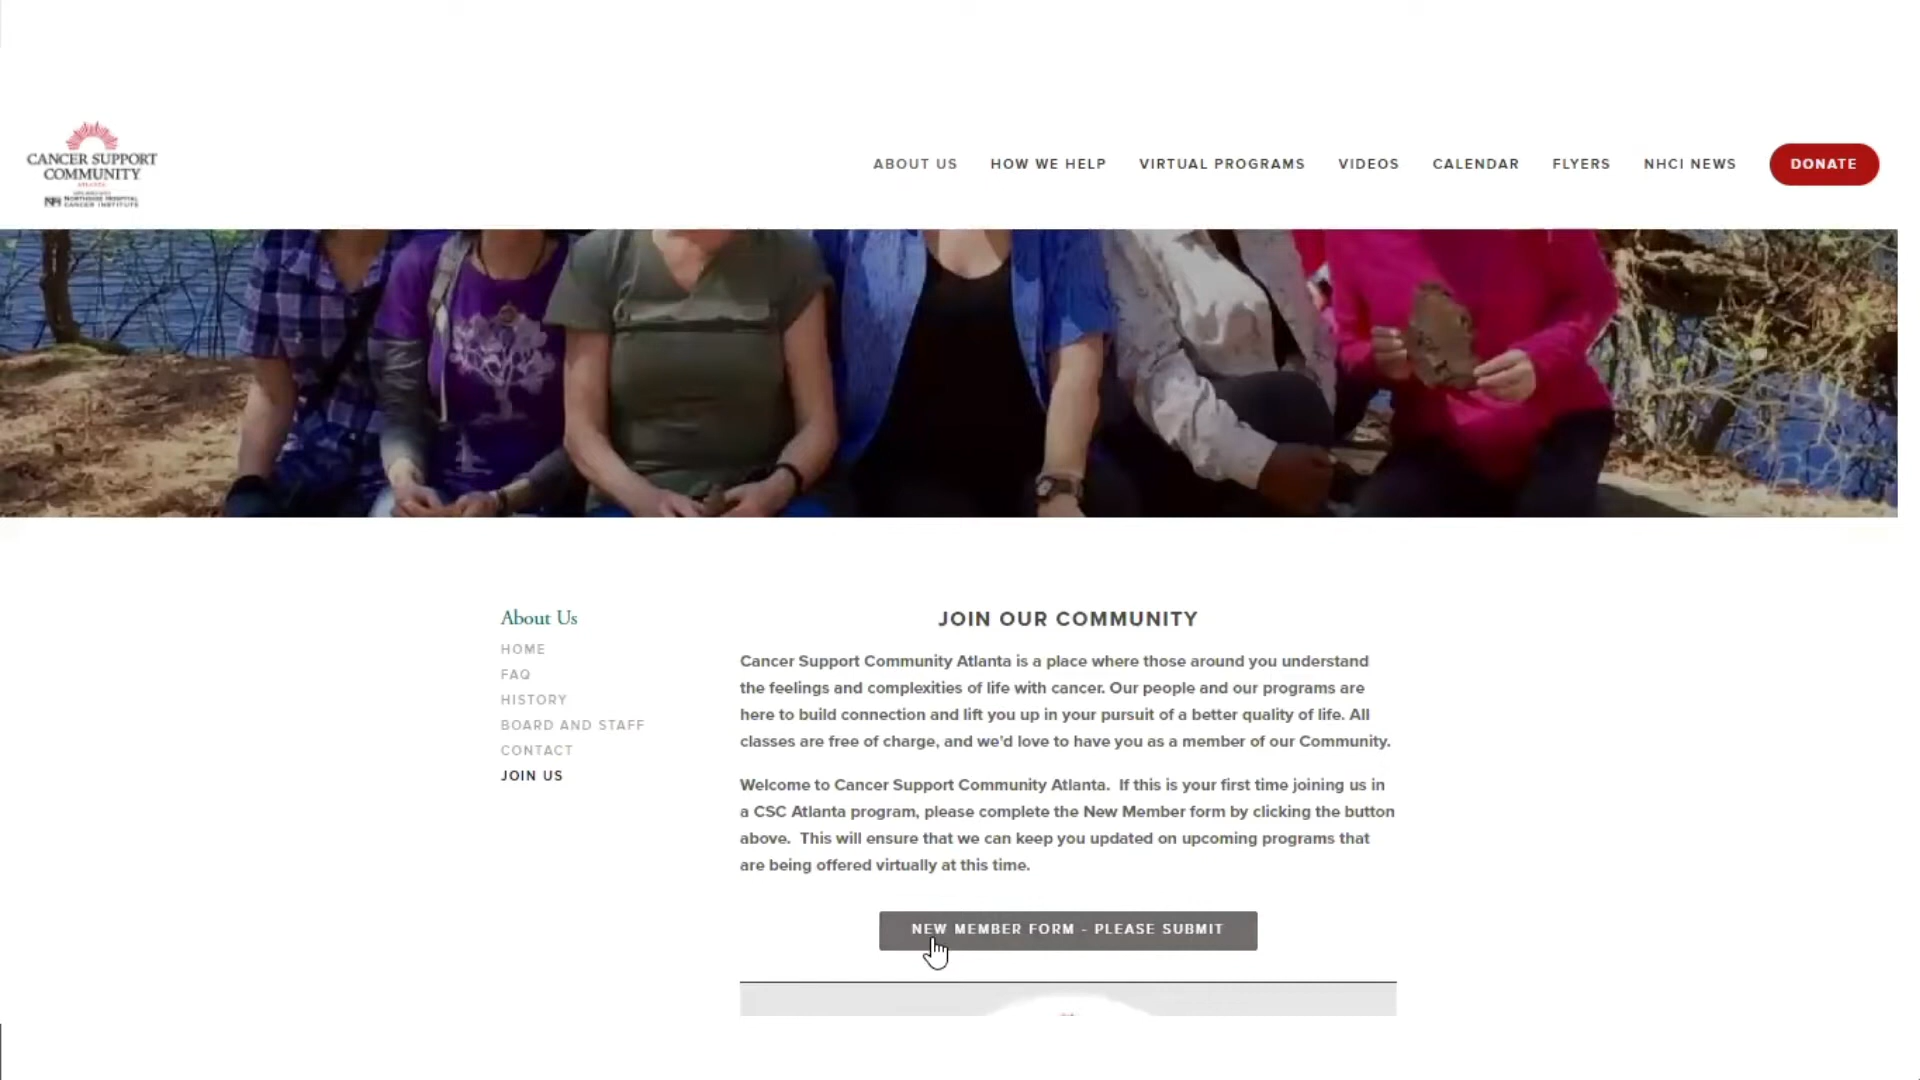 CANCER SUPPORT
COMMUNITY
ATLANTA
NORTHSIDE HOSPITAL
CANCER INSTITUTE
ABOUT US HOW WE HELP VIRTUAL PROGRAMS VIDEOS CALENDAR FLYERS NHCI NEWS DONATE
About Us
HOME
FAQ
HISTORY
BOARD AND STAFF
CONTACT
JOIN US
JOIN OUR COMMUNITY
Cancer Support Community Atlanta is a place where those around you understand
the feelings and complexities of life with cancer. Our people and our programs are
here to build connection and lift you up in your pursuit of a better quality of life. All
classes are free of charge, and we'd love to have you as a member of our Community.
Welcome to Cancer Support Community Atlanta.  If this is your first time joining us in
a CSC Atlanta program, please complete the New Member form by clicking the button
above.  This will ensure that we can keep you updated on upcoming programs that
are being offered virtually at this time.
NEW MEMBER FORM - PLEASE SUBMIT